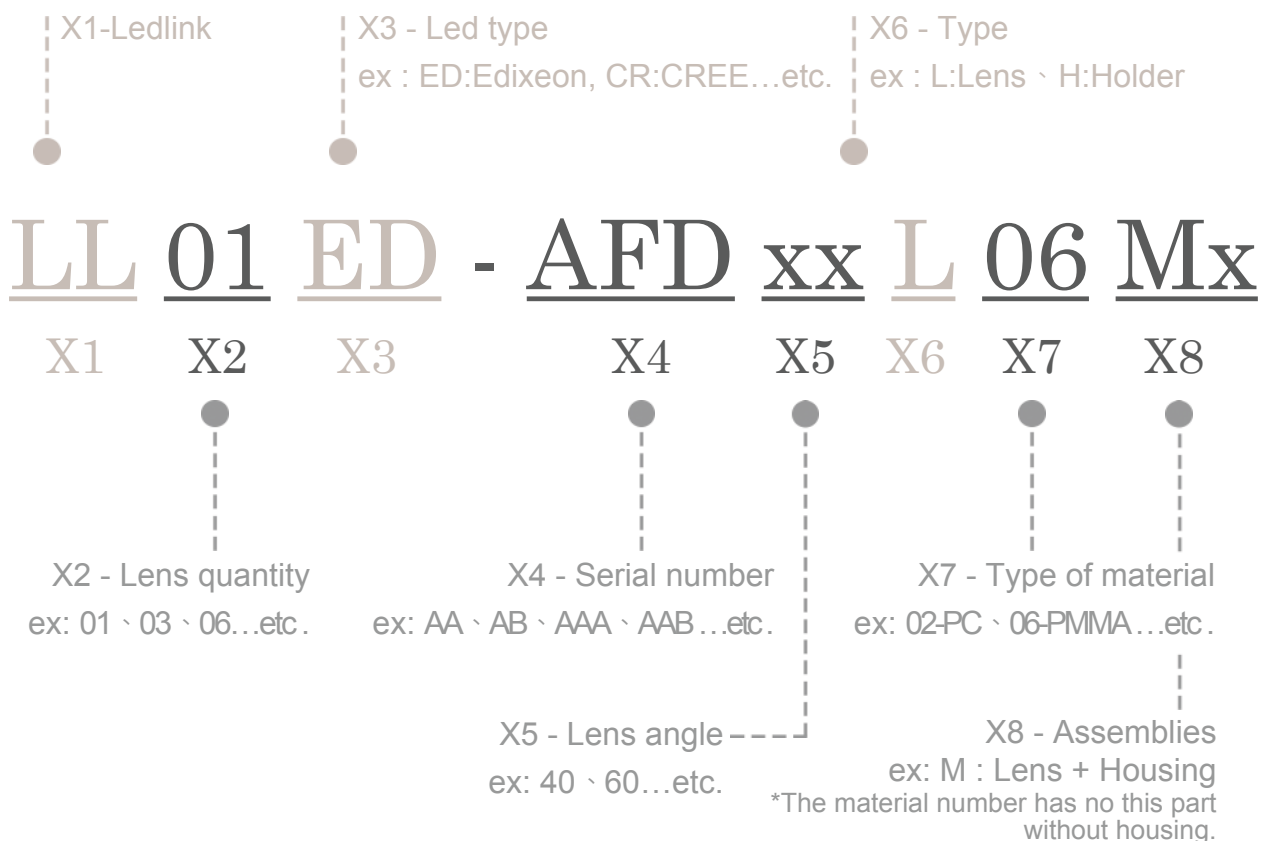 X1-Ledlink
X3 - Led type
ex : ED:Edixeon, CR:CREE…etc.
X6 - Type
ex : L:Lens、H:Holder
LL 01 ED - AFD xx L 06 Mx
X1 X2 X3 X4 X5 X6 X7 X8
X2 - Lens quantity
ex: 01、03、06…etc.
X4 - Serial number
ex: AA、AB、AAA、AAB…etc.
X7 - Type of material
ex: 02-PC、06-PMMA…etc.
X5 - Lens angle
ex: 40、60…etc.
X8 - Assemblies
ex: M : Lens + Housing
*The material number has no this part
without housing.